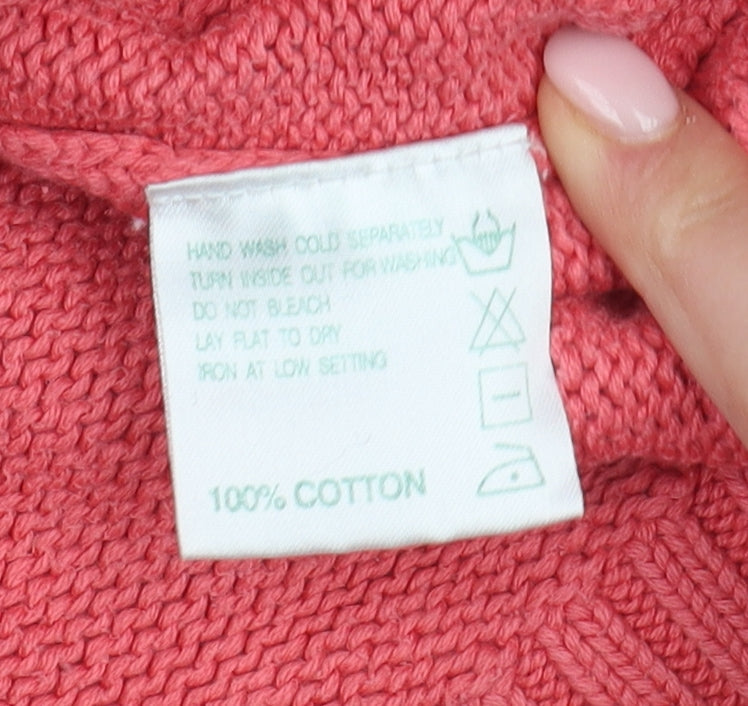 HAND WASH COLD SEPARATELY
TURN INSIDE OUT FOR WASHING
DO NOT BLEACH
LAY FLAT TO DRY
IRON AT LOW SETTING
100% COTTON